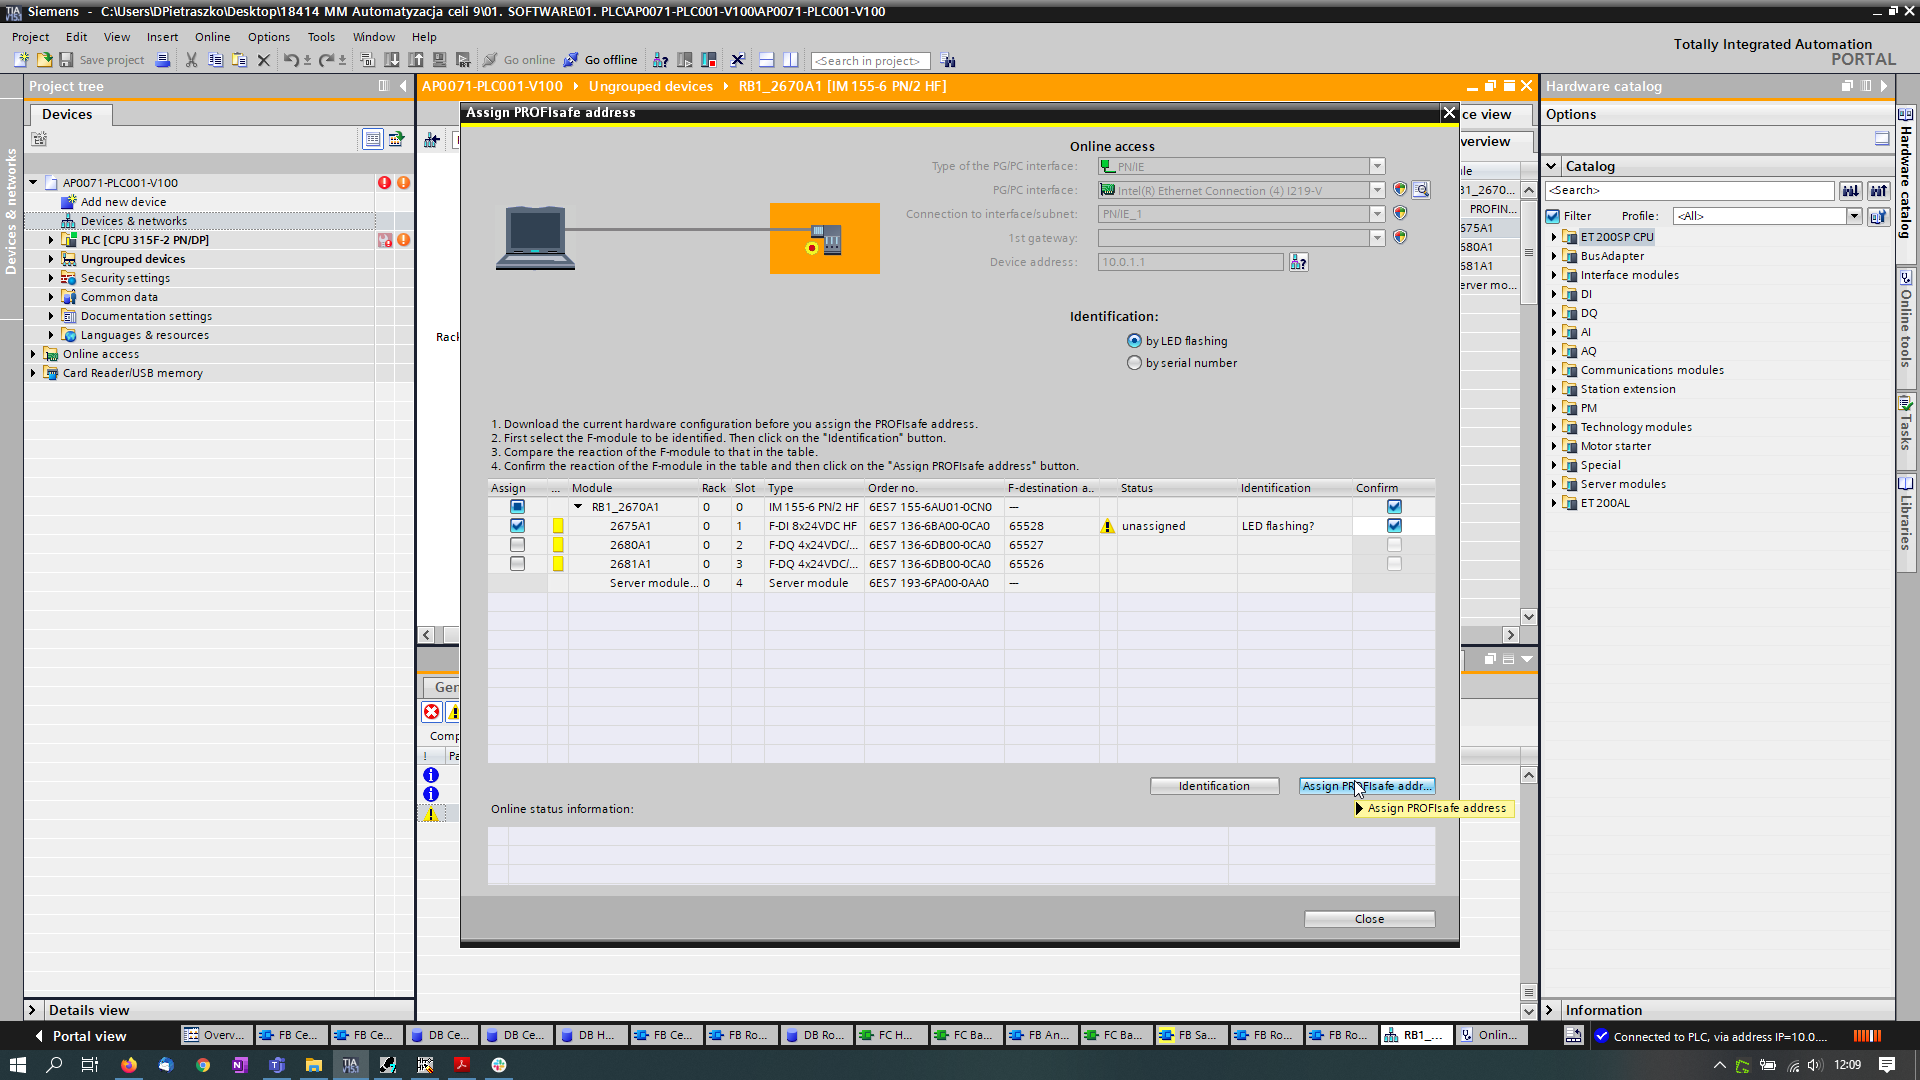 Siemens - C:\Users\DPietraszko\Desktop\18414 MM Automatyzacja celi 9\01. SOFTWARE\01. PLC\AP0071-PLC001-V100\AP0071-PLC001-V100
Project Edit View Insert Online Options Tools Window Help
Totally Integrated Automation
PORTAL
Save project Go online Go offline <Search in project>
Project tree
AP0071-PLC001-V100 Ungrouped devices RB1_2670A1 [IM 155-6 PN/2 HF]
Hardware catalog
Devices
Options
AP0071-PLC001-V100
Add new device
Devices & networks
PLC [CPU 315F-2 PN/DP]
Ungrouped devices
Security settings
Common data
Documentation settings
Languages & resources
Online access
Card Reader/USB memory
Details view
Devices & networks
Assign PROFIsafe address
Online access
Type of the PG/PC interface: PN/IE
PG/PC interface: Intel(R) Ethernet Connection (4) I219-V
Connection to interface/subnet: PN/IE_1
1st gateway:
Device address: 10.0.1.1
Identification:
by LED flashing
by serial number
1. Download the current hardware configuration before you assign the PROFIsafe address.
2. First select the F-module to be identified. Then click on the "Identification" button.
3. Compare the reaction of the F-module to that in the table.
4. Confirm the reaction of the F-module in the table and then click on the "Assign PROFIsafe address" button.
Assign ... Module Rack Slot Type Order no. F-destination a.. Status Identification Confirm
RB1_2670A1 0 0 IM 155-6 PN/2 HF 6ES7 155-6AU01-0CN0 ---
2675A1 0 1 F-DI 8x24VDC HF 6ES7 136-6BA00-0CA0 65528 unassigned LED flashing?
2680A1 0 2 F-DQ 4x24VDC/... 6ES7 136-6DB00-0CA0 65527
2681A1 0 3 F-DQ 4x24VDC/... 6ES7 136-6DB00-0CA0 65526
Server module... 0 4 Server module 6ES7 193-6PA00-0AA0 ---
Identification
Assign PROFIsafe addr...
Assign PROFIsafe address
Online status information:
Close
Rack
Ger
Comp
! Pa
ce view
verview
le
31_2670...
PROFIN...
575A1
580A1
581A1
erver mo...
Catalog
<Search>
Filter Profile: <All>
ET 200SP CPU
BusAdapter
Interface modules
DI
DQ
AI
AQ
Communications modules
Station extension
PM
Technology modules
Motor starter
Special
Server modules
ET 200AL
Information
Hardware catalog
Online tools
Tasks
Libraries
Portal view Overv... FB Ce... FB Ce... DB Ce... DB Ce... DB H... FB Ce... FB Ro... DB Ro... FC H... FC Ba... FB An... FC Ba... FB Sa... FB Ro... FB Ro... RB1_... Onlin... Connected to PLC, via address IP=10.0....
12:09